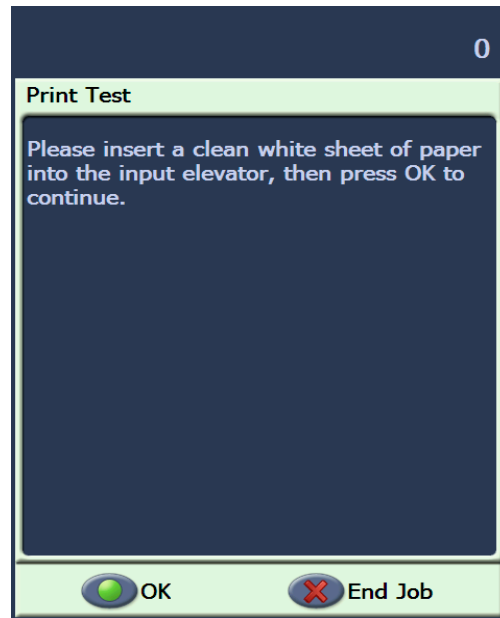 0
Print Test
Please insert a clean white sheet of paper
into the input elevator, then press OK to
continue.
OK
End Job